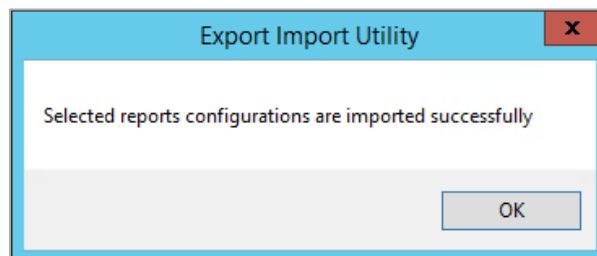 Export Import Utility
x
Selected reports configurations are imported successfully
OK